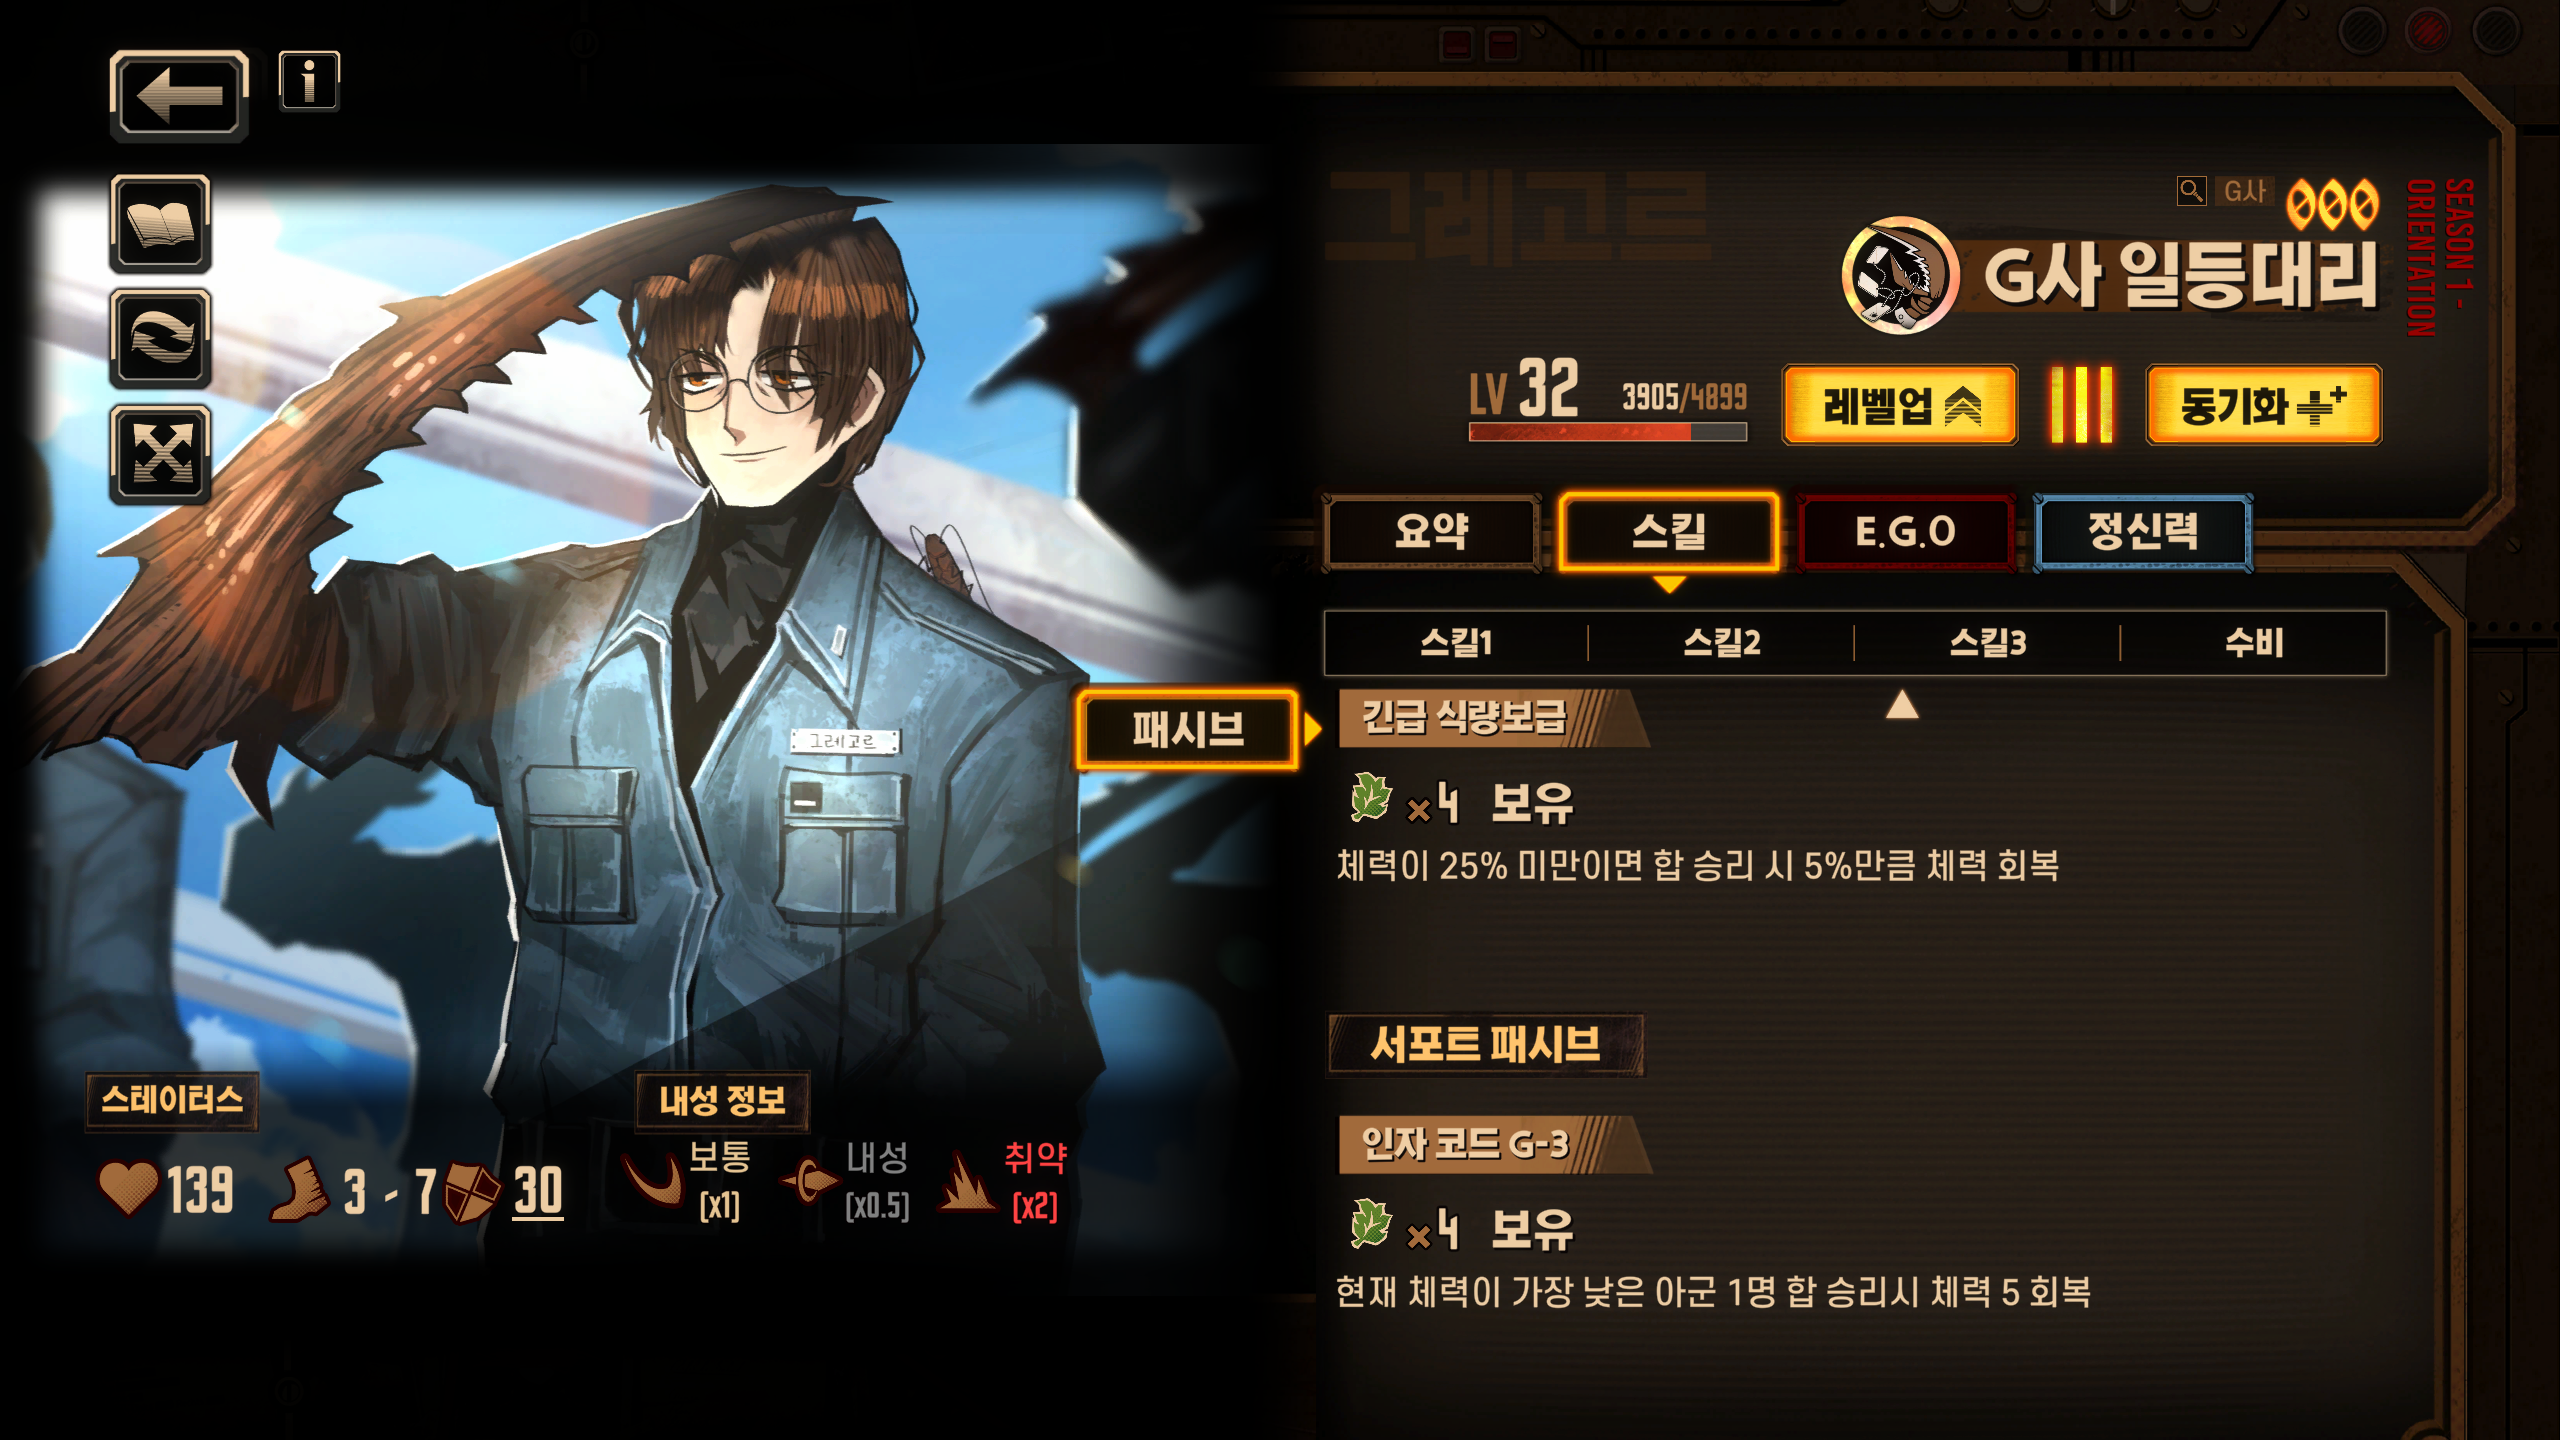 i
그레고르
G사
SEASON 1 -
ORIENTATION
G사 일등대리
LV 32
3905/4899
레벨업
동기화
요약
스킬
E.G.O
정신력
스킬1
스킬2
스킬3
수비
그레고르
패시브
긴급 식량보급
×4 보유
체력이 25% 미만이면 합 승리 시 5%만큼 체력 회복
서포트 패시브
인자 코드 G-3
×4 보유
현재 체력이 가장 낮은 아군 1명 합 승리시 체력 5 회복
스테이터스
139
3 - 7
30
내성 정보
보통
[x1]
내성
[x0.5]
취약
[x2]